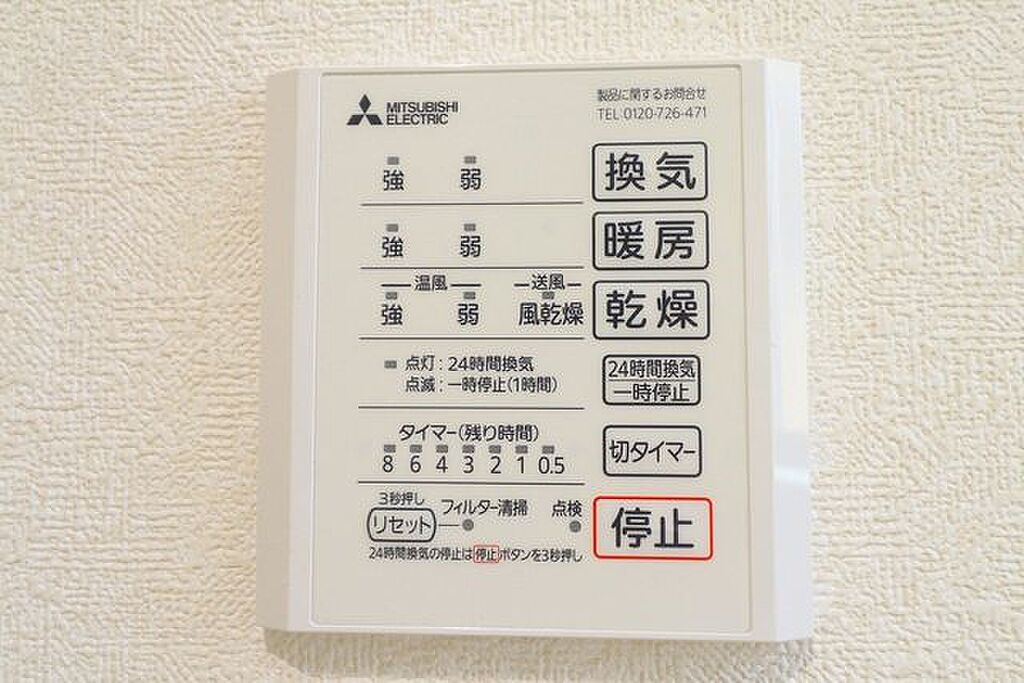 MITSUBISHI
ELECTRIC
製品に関するお問合せ
TEL 0120-726-471
強 弱 換気
強 弱 暖房
温風 送風
強 弱 風乾燥 乾燥
点灯：24時間換気
点滅：一時停止(1時間)
24時間換気
一時停止
タイマー(残り時間)
8 6 4 3 2 1 0.5
切タイマー
3秒押し
リセット フィルター清掃 点検
停止
24時間換気の停止は停止ボタンを3秒押し